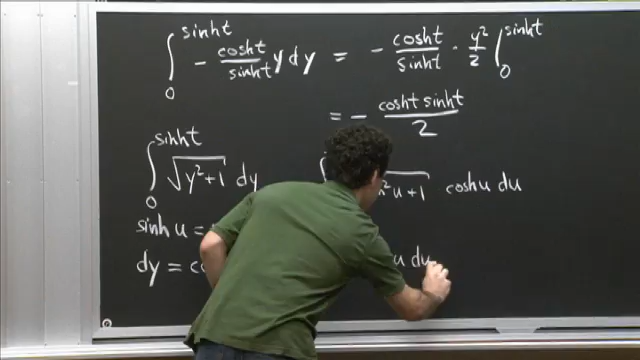 ∫₀^{sinht} − cosht/sinht y dy = − cosht/sinht · y²/2 |₀^{sinht}
= − cosht sinht / 2
∫₀^{sinht} √(y²+1) dy ∫ ²u+1 coshu du
sinh u =
dy = u du